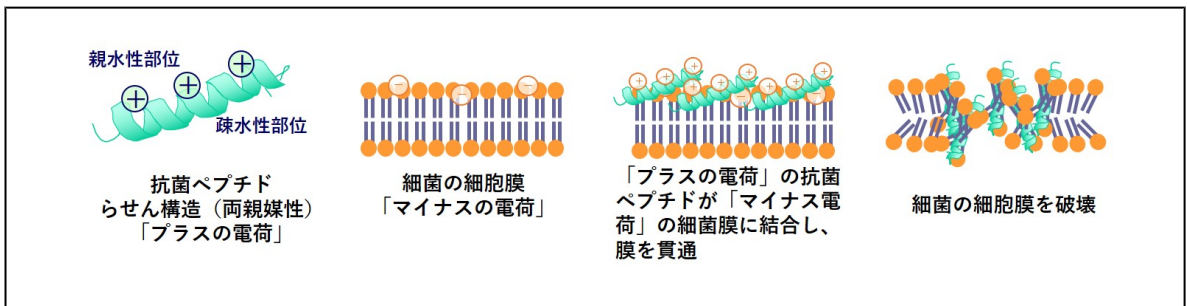 親水性部位
疎水性部位
抗菌ペプチド
らせん構造（両親媒性）
「プラスの電荷」
細菌の細胞膜
「マイナスの電荷」
「プラスの電荷」の抗菌
ペプチドが「マイナス電
荷」の細菌膜に結合し、
膜を貫通
細菌の細胞膜を破壊